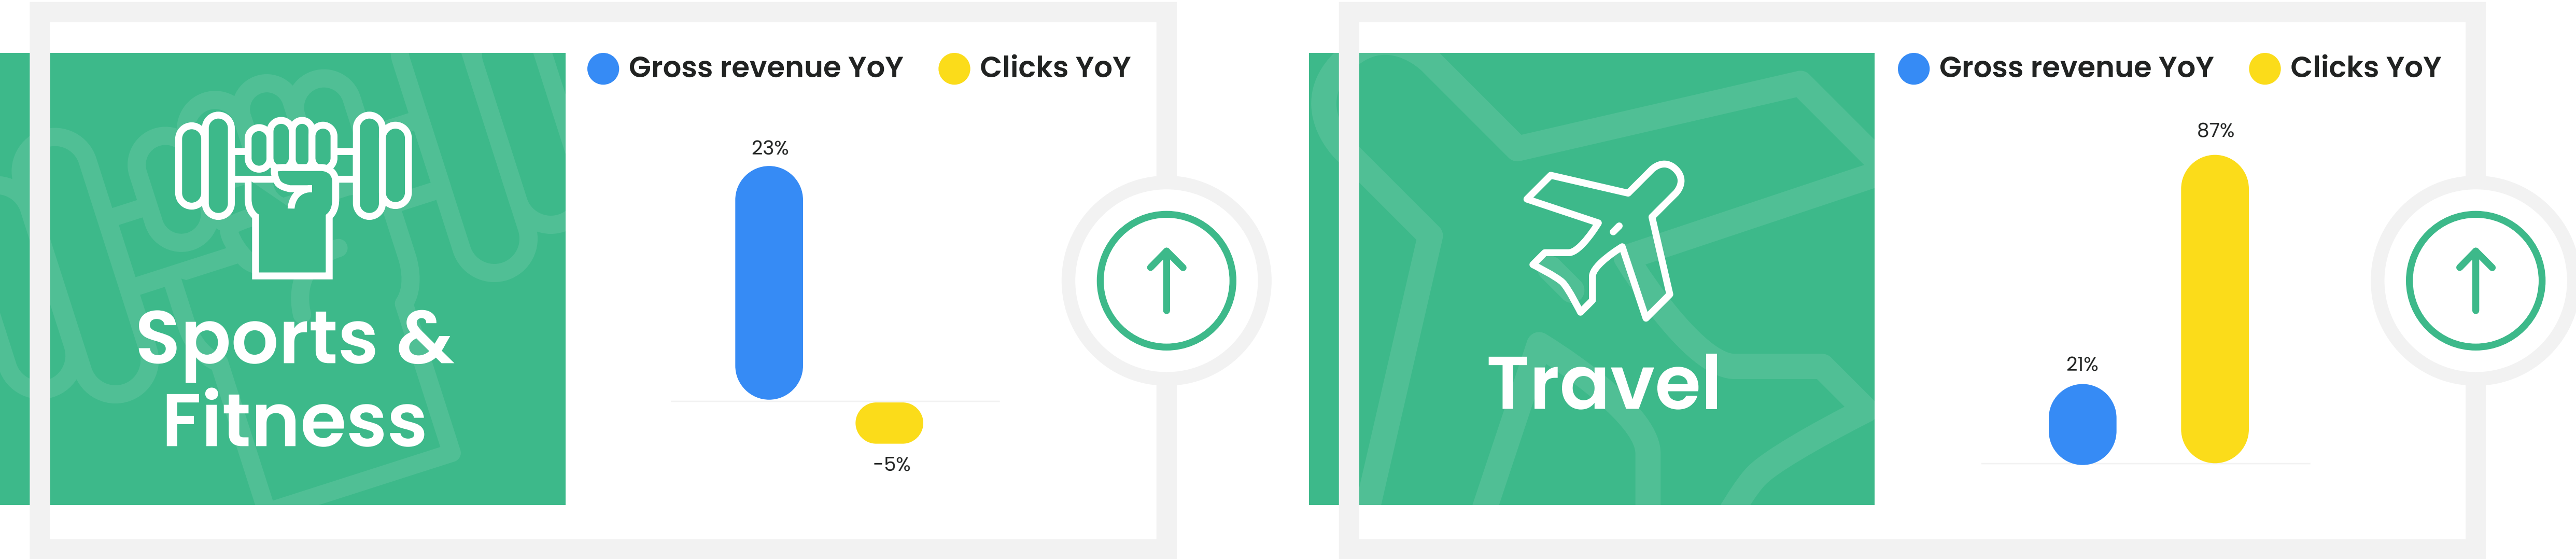 Gross revenue YoY
Clicks YoY
23%
-5%
Sports &
Fitness
Gross revenue YoY
Clicks YoY
87%
21%
Travel